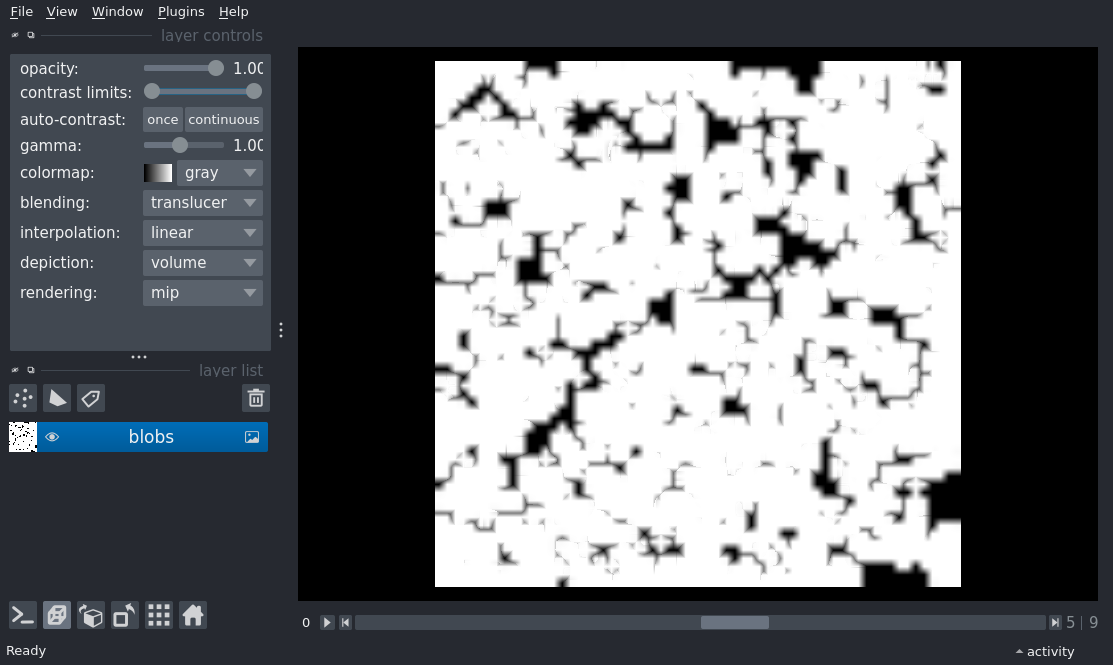 File View Window Plugins Help
layer controls
opacity: 1.00
contrast limits:
auto-contrast: once continuous
gamma: 1.00
colormap: gray
blending: translucer
interpolation: linear
depiction: volume
rendering: mip
layer list
blobs
0 5 | 9
Ready activity